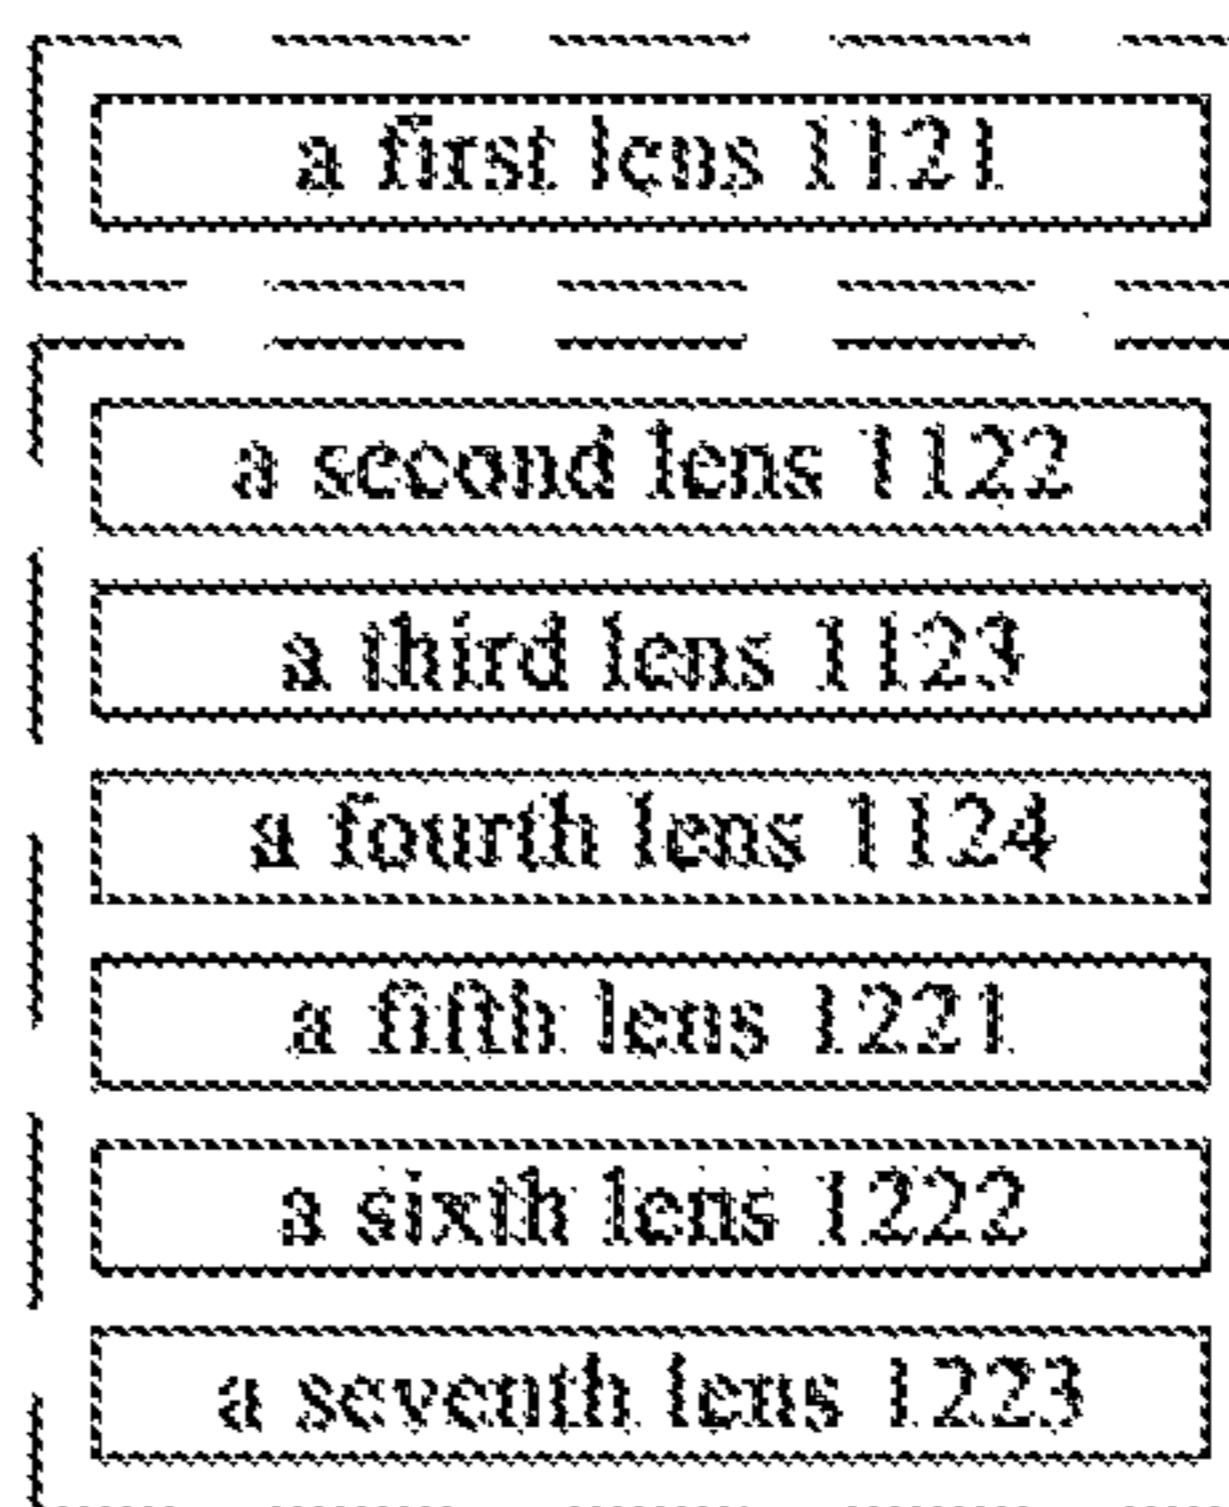 a first lens 1121
a second lens 1122
a third lens 1123
a fourth lens 1124
a fifth lens 1221
a sixth lens 1222
a seventh lens 1223